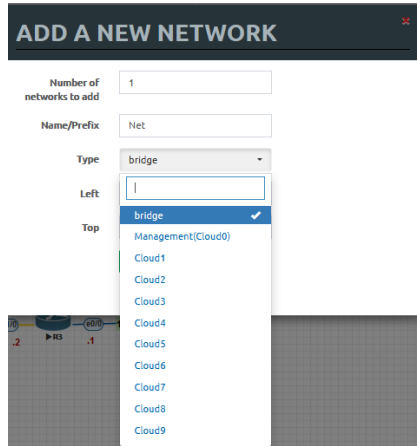 ADD A NEW NETWORK
Number of
networks to add
1
Name/Prefix
Net
Type
bridge
Left
Top
bridge
Management(Cloud0)
Cloud1
Cloud2
Cloud3
Cloud4
Cloud5
Cloud6
Cloud7
Cloud8
Cloud9
R3
e0/0
.2
.1